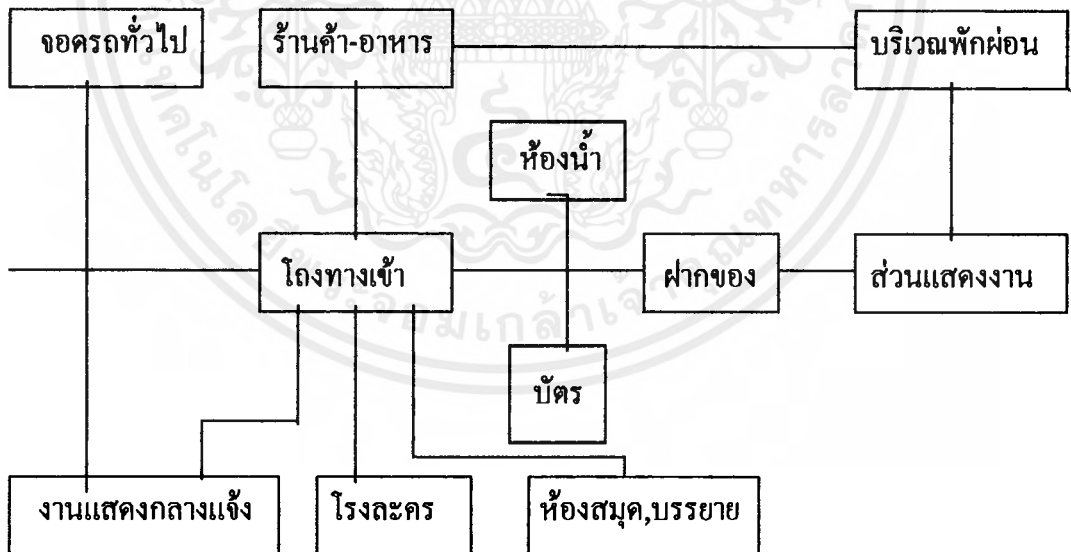 จอดรถทั่วไป
ร้านค้า-อาหาร
บริเวณพักผ่อน
ห้องน้ำ
โถงทางเข้า
ฝากของ
ส่วนแสดงงาน
บัตร
งานแสดงกลางแจ้ง
โรงละคร
ห้องสมุด,บรรยาย